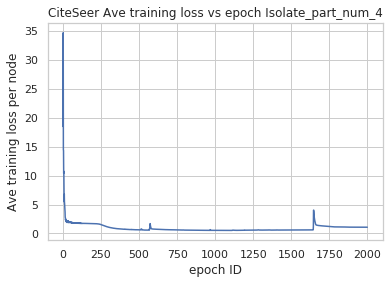 CiteSeer Ave training loss vs epoch Isolate_part_num_4
Ave training loss per node
35
30
25
20
15
10
5
0
0 250 500 750 1000 1250 1500 1750 2000
epoch ID